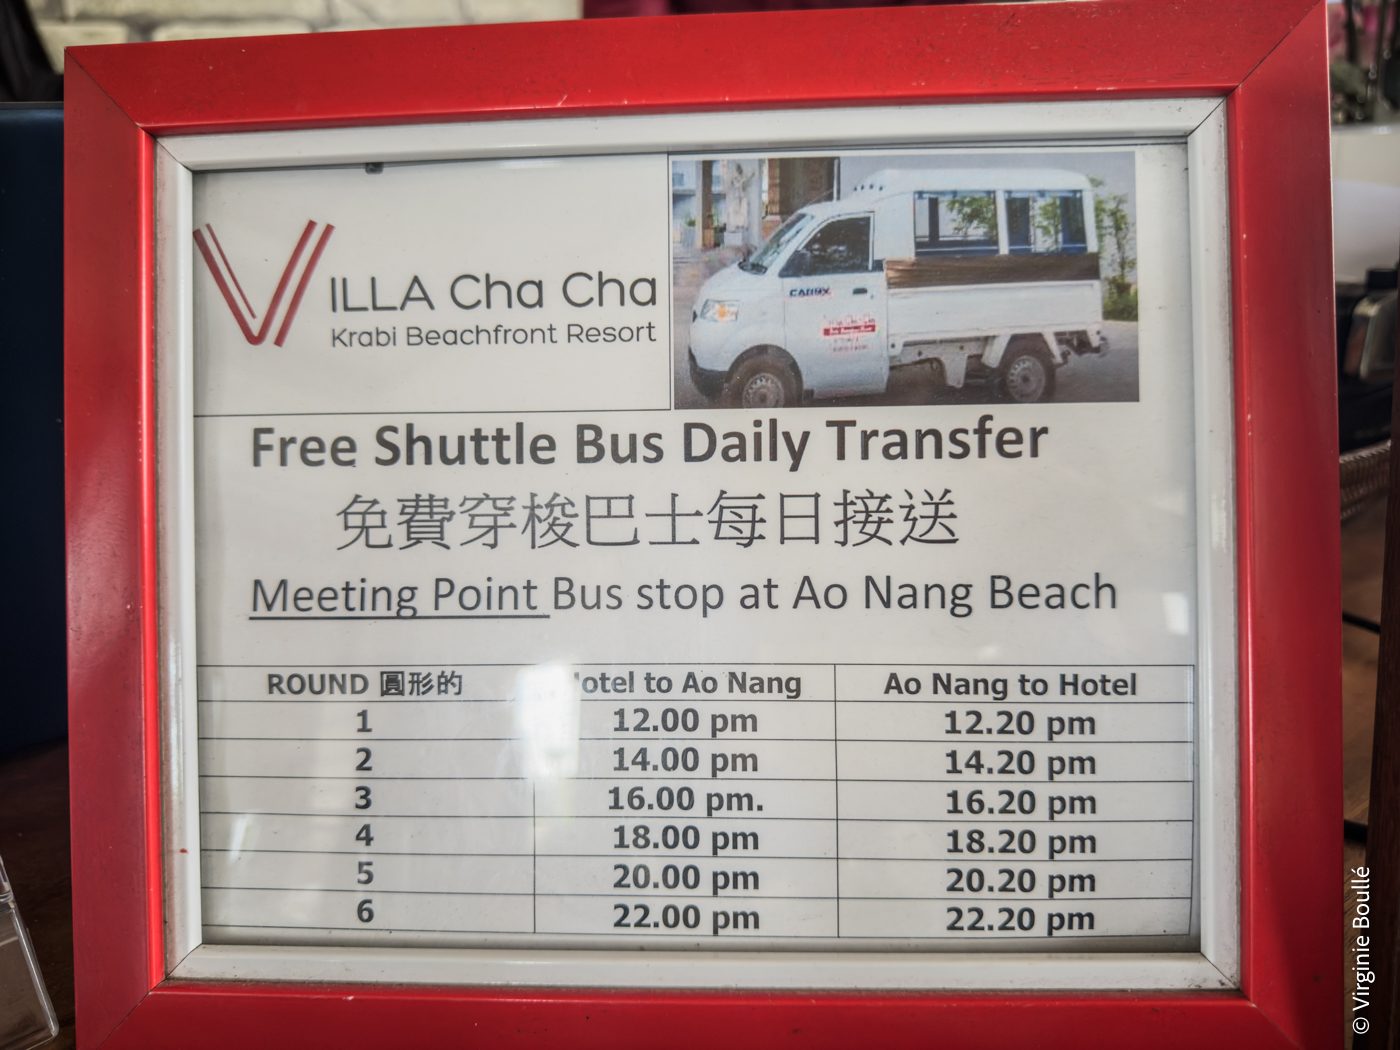 VILLA Cha Cha
Krabi Beachfront Resort
CARRY
Free Shuttle Bus Daily Transfer
免費穿梭巴士每日接送
Meeting Point Bus stop at Ao Nang Beach
ROUND 圓形的 Hotel to Ao Nang Ao Nang to Hotel
1 12.00 pm 12.20 pm
2 14.00 pm 14.20 pm
3 16.00 pm. 16.20 pm
4 18.00 pm 18.20 pm
5 20.00 pm 20.20 pm
6 22.00 pm 22.20 pm
© Virginie Boullé